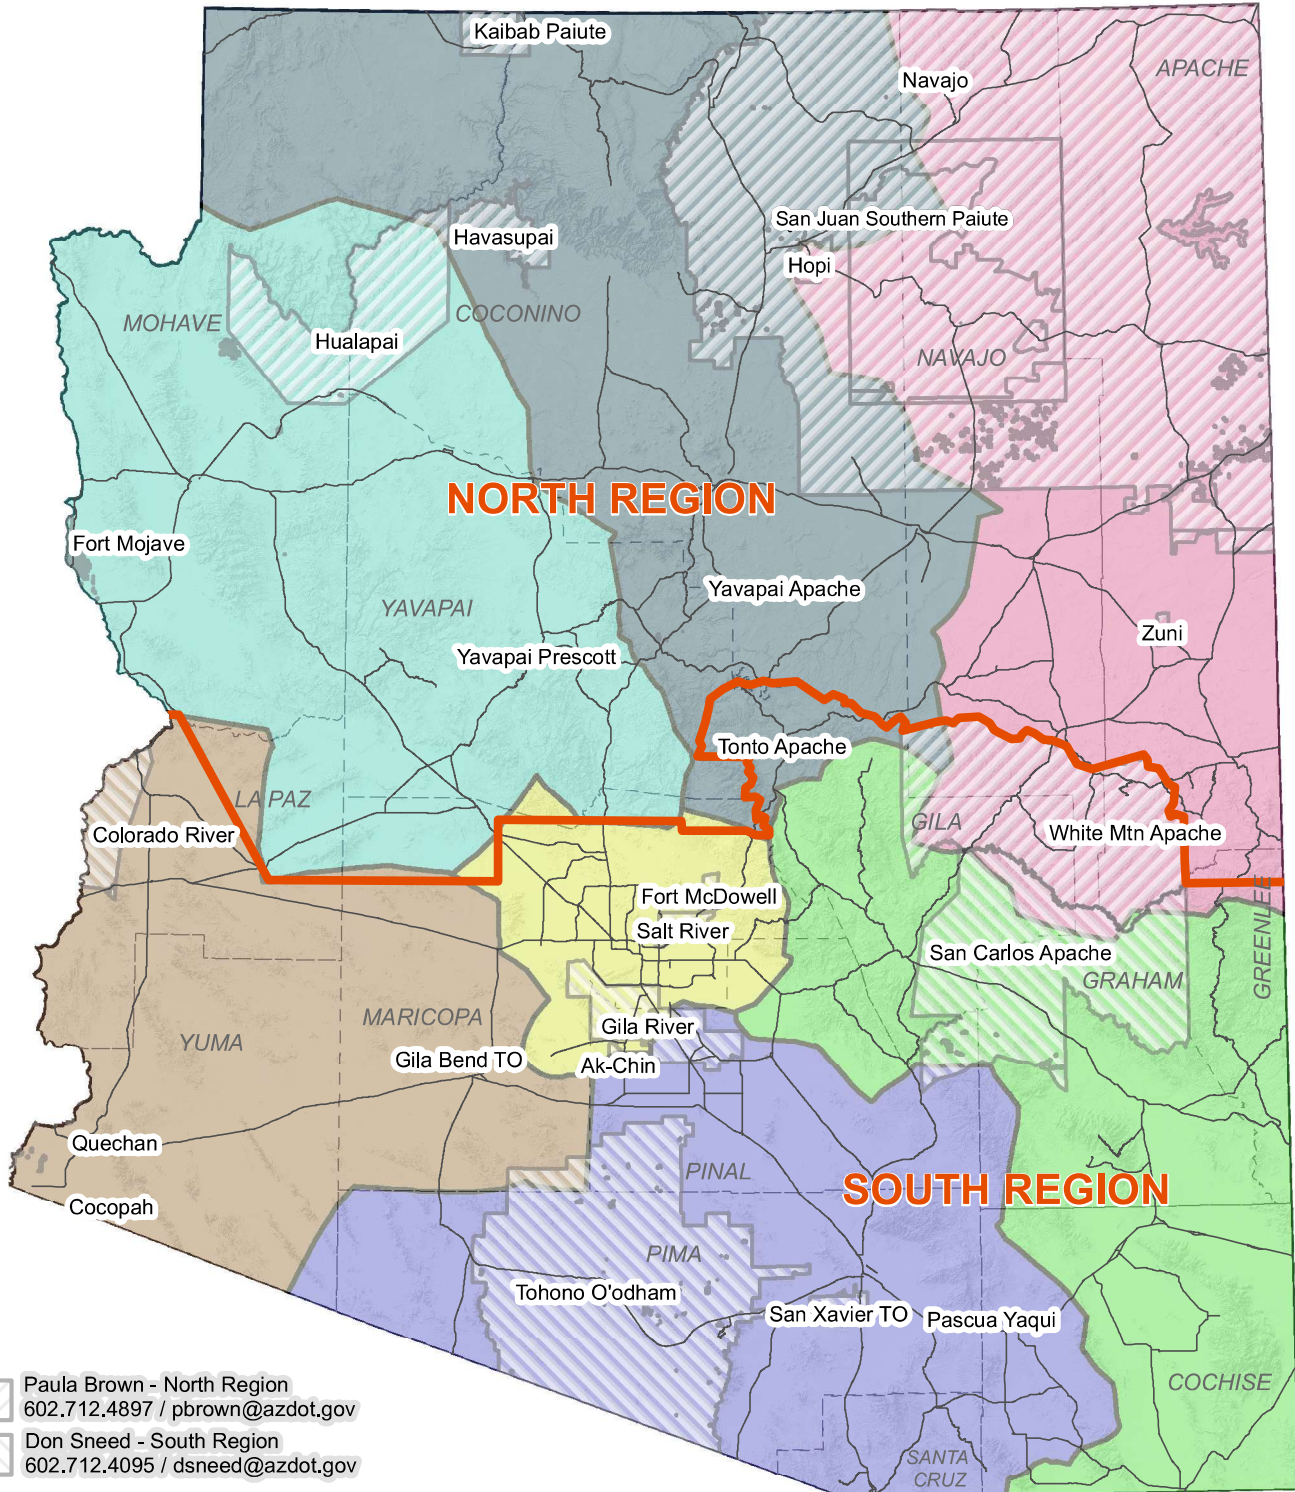 Kaibab Paiute
APACHE
Navajo
San Juan Southern Paiute
Havasupai
Hopi
COCONINO
MOHAVE
Hualapai
NAVAJO
NORTH REGION
Fort Mojave
Yavapai Apache
YAVAPAI
Zuni
Yavapai Prescott
Tonto Apache
LA PAZ
GILA
Colorado River
White Mtn Apache
Fort McDowell
GREENLEE
Salt River
San Carlos Apache
GRAHAM
MARICOPA
Gila River
YUMA
Gila Bend TO
Ak-Chin
Quechan
PINAL
SOUTH REGION
Cocopah
PIMA
Tohono O'odham
San Xavier TO
Pascua Yaqui
COCHISE
Paula Brown - North Region
602.712.4897 / pbrown@azdot.gov
Don Sneed - South Region
602.712.4095 / dsneed@azdot.gov
SANTA
CRUZ